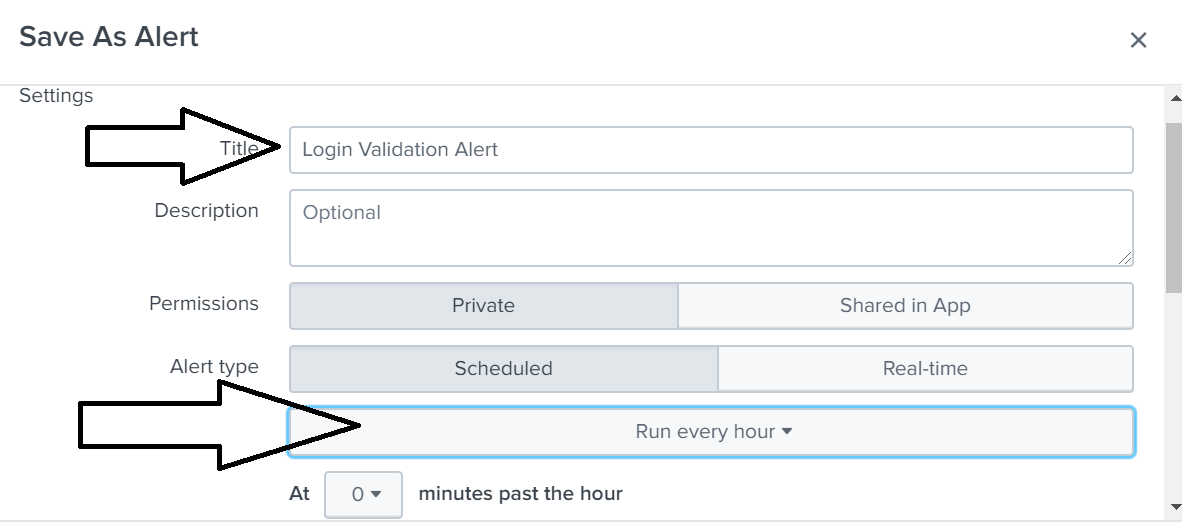 Save As Alert
Settings
Title Login Validation Alert
Description Optional
Permissions Private Shared in App
Alert type Scheduled Real-time
Run every hour
At 0 minutes past the hour